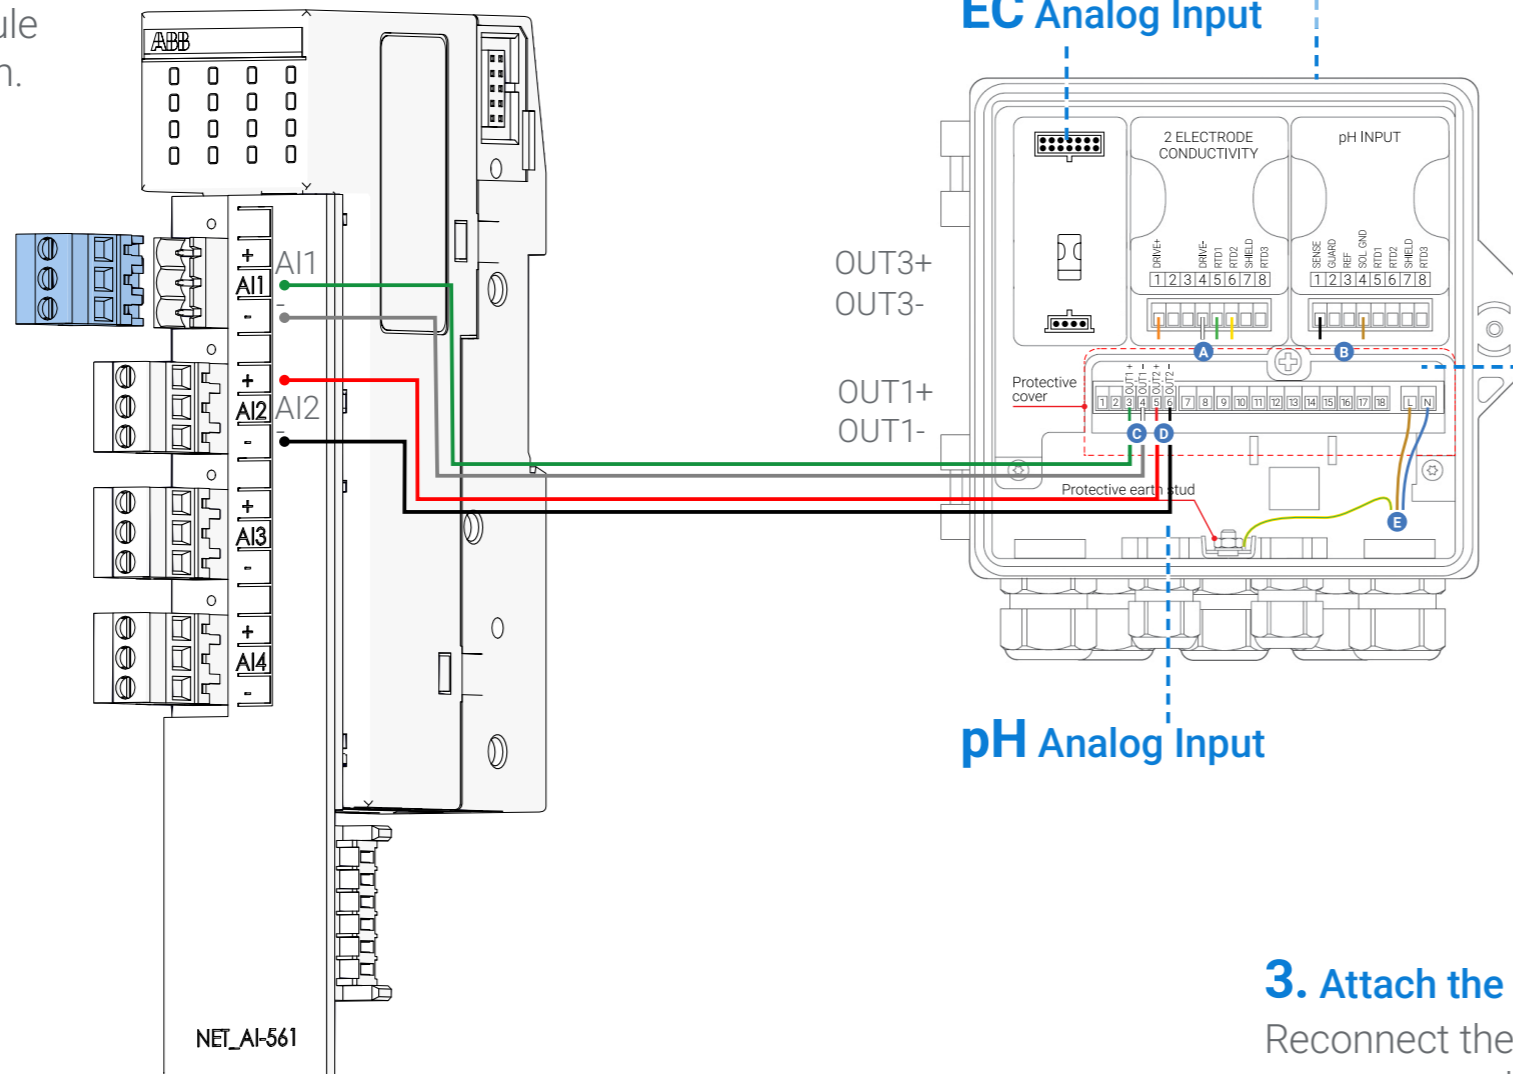 ule
n.
ABB
+
AI1
AI1
-
-
+
AI2
AI2
-
-
+
AI3
-
+
AI4
-
NET_AI-561
EC Analog Input
OUT3+
OUT3-
OUT1+
OUT1-
2 ELECTRODE
CONDUCTIVITY
pH INPUT
DRIVE+ DRIVE- RTD1 RTD2 SHIELD RTD3
1 2 3 4 5 6 7 8
SENSE GUARD REF SOL GND RTD1 RTD2 SHIELD RTD3
1 2 3 4 5 6 7 8
A
B
Protective
cover
OUT1 + OUT1 - OUT2 + OUT2 -
1 2 3 4 5 6 7 8 9 10 11 12 13 14 15 16 17 18 L N
C D
Protective earth stud
E
pH Analog Input
3. Attach the
Reconnect the